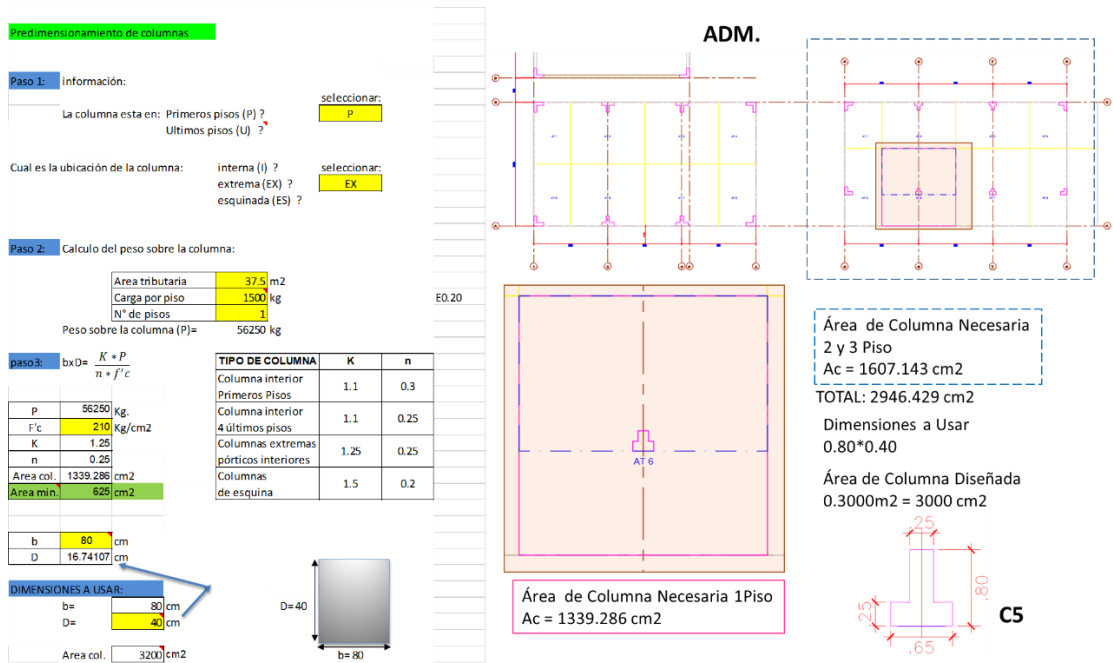 Predimensionamiento de columnas
Paso 1: información:
seleccionar:
La columna esta en: Primeros pisos (P) ? P
Ultimos pisos (U) ?
Cual es la ubicación de la columna: interna (I) ? seleccionar:
extrema (EX) ? EX
esquinada (ES) ?
Paso 2: Calculo del peso sobre la columna:
Area tributaria 37.5 m2
Carga por piso 1500 kg
N° de pisos 1
Peso sobre la columna (P)= 56250 kg
E0.20
paso3: bxD= K * P / n * f'c
TIPO DE COLUMNA K n
Columna interior Primeros Pisos 1.1 0.3
Columna interior 4 últimos pisos 1.1 0.25
Columnas extremas pórticos interiores 1.25 0.25
Columnas de esquina 1.5 0.2
P 56250 Kg.
F'c 210 Kg/cm2
K 1.25
n 0.25
Area col. 1339.286 cm2
Area min. 625 cm2
b 80 cm
D 16.74107 cm
DIMENSIONES A USAR:
b= 80 cm
D= 40 cm
Area col. 3200 cm2
D= 40
b= 80
ADM.
AT 6
Área de Columna Necesaria 1Piso
Ac = 1339.286 cm2
Área de Columna Necesaria
2 y 3 Piso
Ac = 1607.143 cm2
TOTAL: 2946.429 cm2
Dimensiones a Usar
0.80*0.40
Área de Columna Diseñada
0.3000m2 = 3000 cm2
.25
.80
.25
.65
C5